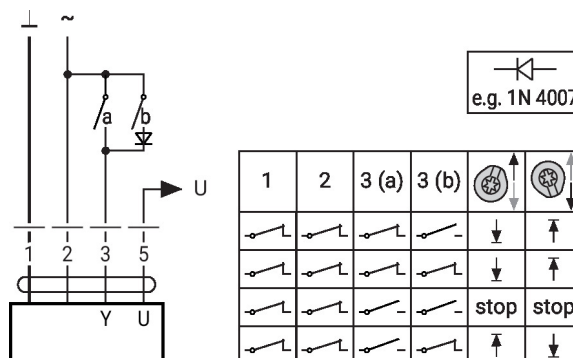 ⊥ ~
a b
U
1 2 3 5
Y U
e.g. 1N 4007
1 2 3 (a) 3 (b)
stop stop